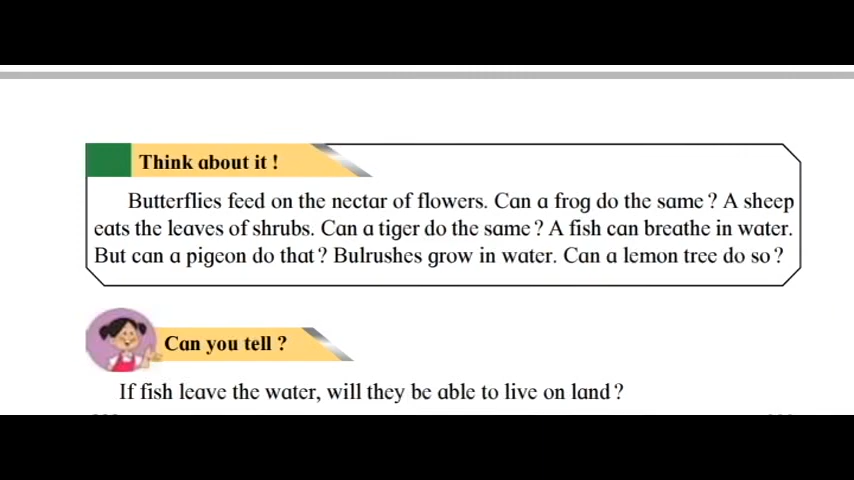 Think about it !
Butterflies feed on the nectar of flowers. Can a frog do the same ? A sheep
eats the leaves of shrubs. Can a tiger do the same ? A fish can breathe in water.
But can a pigeon do that ? Bulrushes grow in water. Can a lemon tree do so ?
Can you tell ?
If fish leave the water, will they be able to live on land ?